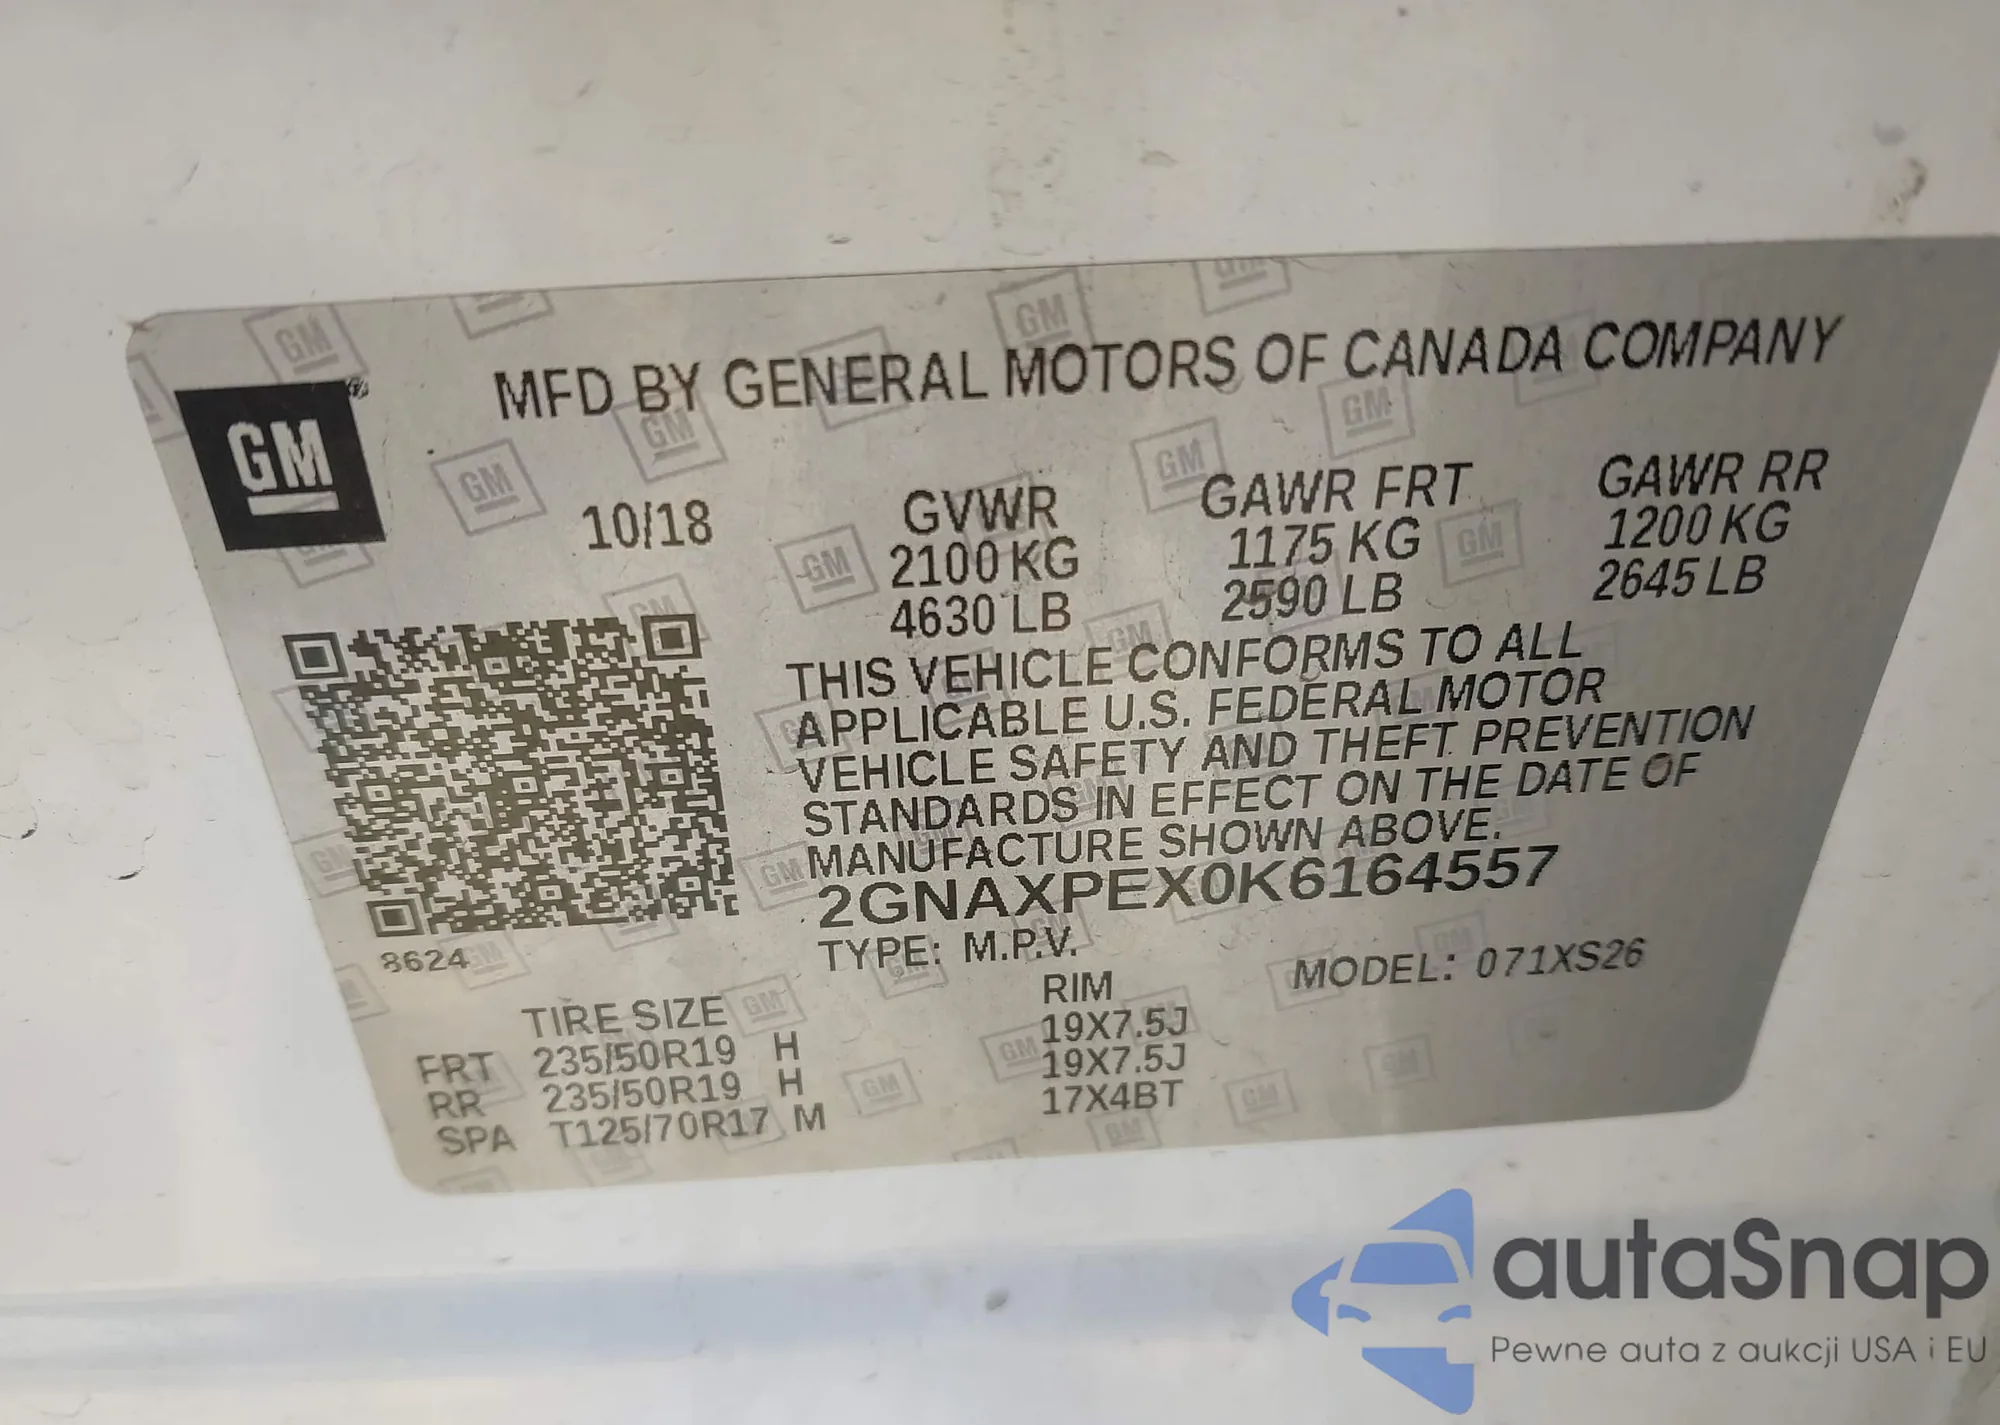 MFD BY GENERAL MOTORS OF CANADA COMPANY
GM
10/18
GVWR
2100 KG
4630 LB
GAWR FRT
1175 KG
2590 LB
GAWR RR
1200 KG
2645 LB
THIS VEHICLE CONFORMS TO ALL
APPLICABLE U.S. FEDERAL MOTOR
VEHICLE SAFETY AND THEFT PREVENTION
STANDARDS IN EFFECT ON THE DATE OF
MANUFACTURE SHOWN ABOVE.
2GNAXPEX0K6164557
TYPE: M.P.V.
MODEL: 071XS26
8624
TIRE SIZE RIM
FRT 235/50R19 H 19X7.5J
RR 235/50R19 H 19X7.5J
SPA T125/70R17 M 17X4BT
autaSnap
Pewne auta z aukcji USA i EU